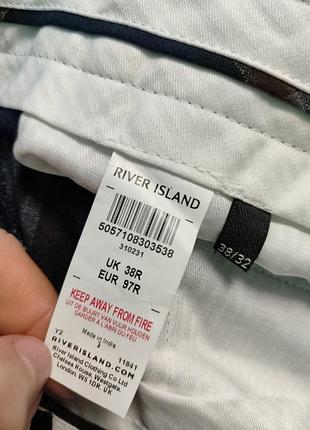 RIVER ISLAND
5057108303538
310231
UK 38R
EUR 97R
KEEP AWAY FROM FIRE
UIT DE BUURT VAN VUUR HOUDEN
GARDER À L'ABRI DU FEU
Made in India
Y2
11841
RIVERISLAND.COM
River Island Clothing Co Ltd
Chelsea House, Westgate,
London, W5 1DR, UK
38/32